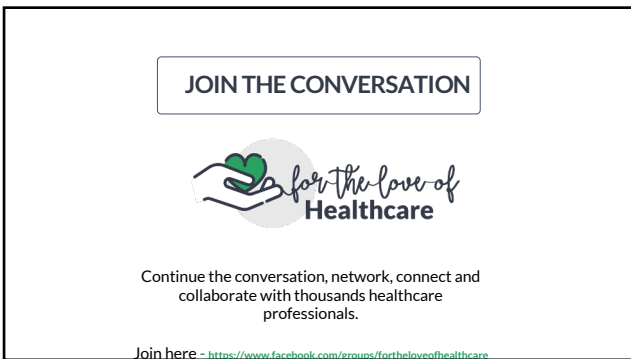 JOIN THE CONVERSATION
for the love of
Healthcare
Continue the conversation, network, connect and
collaborate with thousands healthcare
professionals.
Join here - https://www.facebook.com/groups/fortheloveofhealthcare